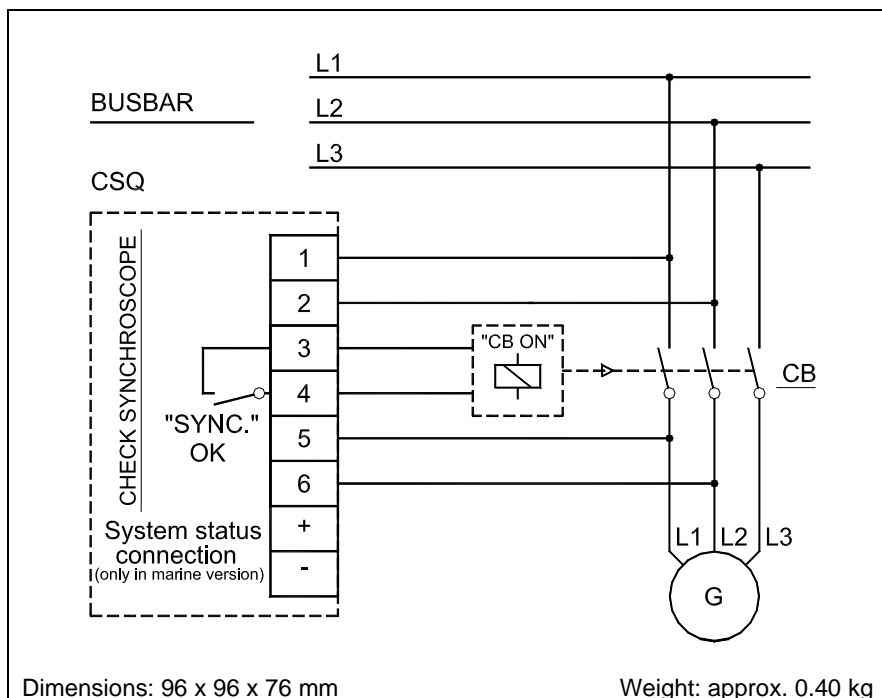 L1
BUSBAR
L2
L3
CSQ
CHECK SYNCHROSCOPE
1
2
3
4
5
6
+
-
"SYNC."
OK
System status
connection
(only in marine version)
"CB ON"
CB
L1 L2 L3
G
Dimensions: 96 x 96 x 76 mm
Weight: approx. 0.40 kg